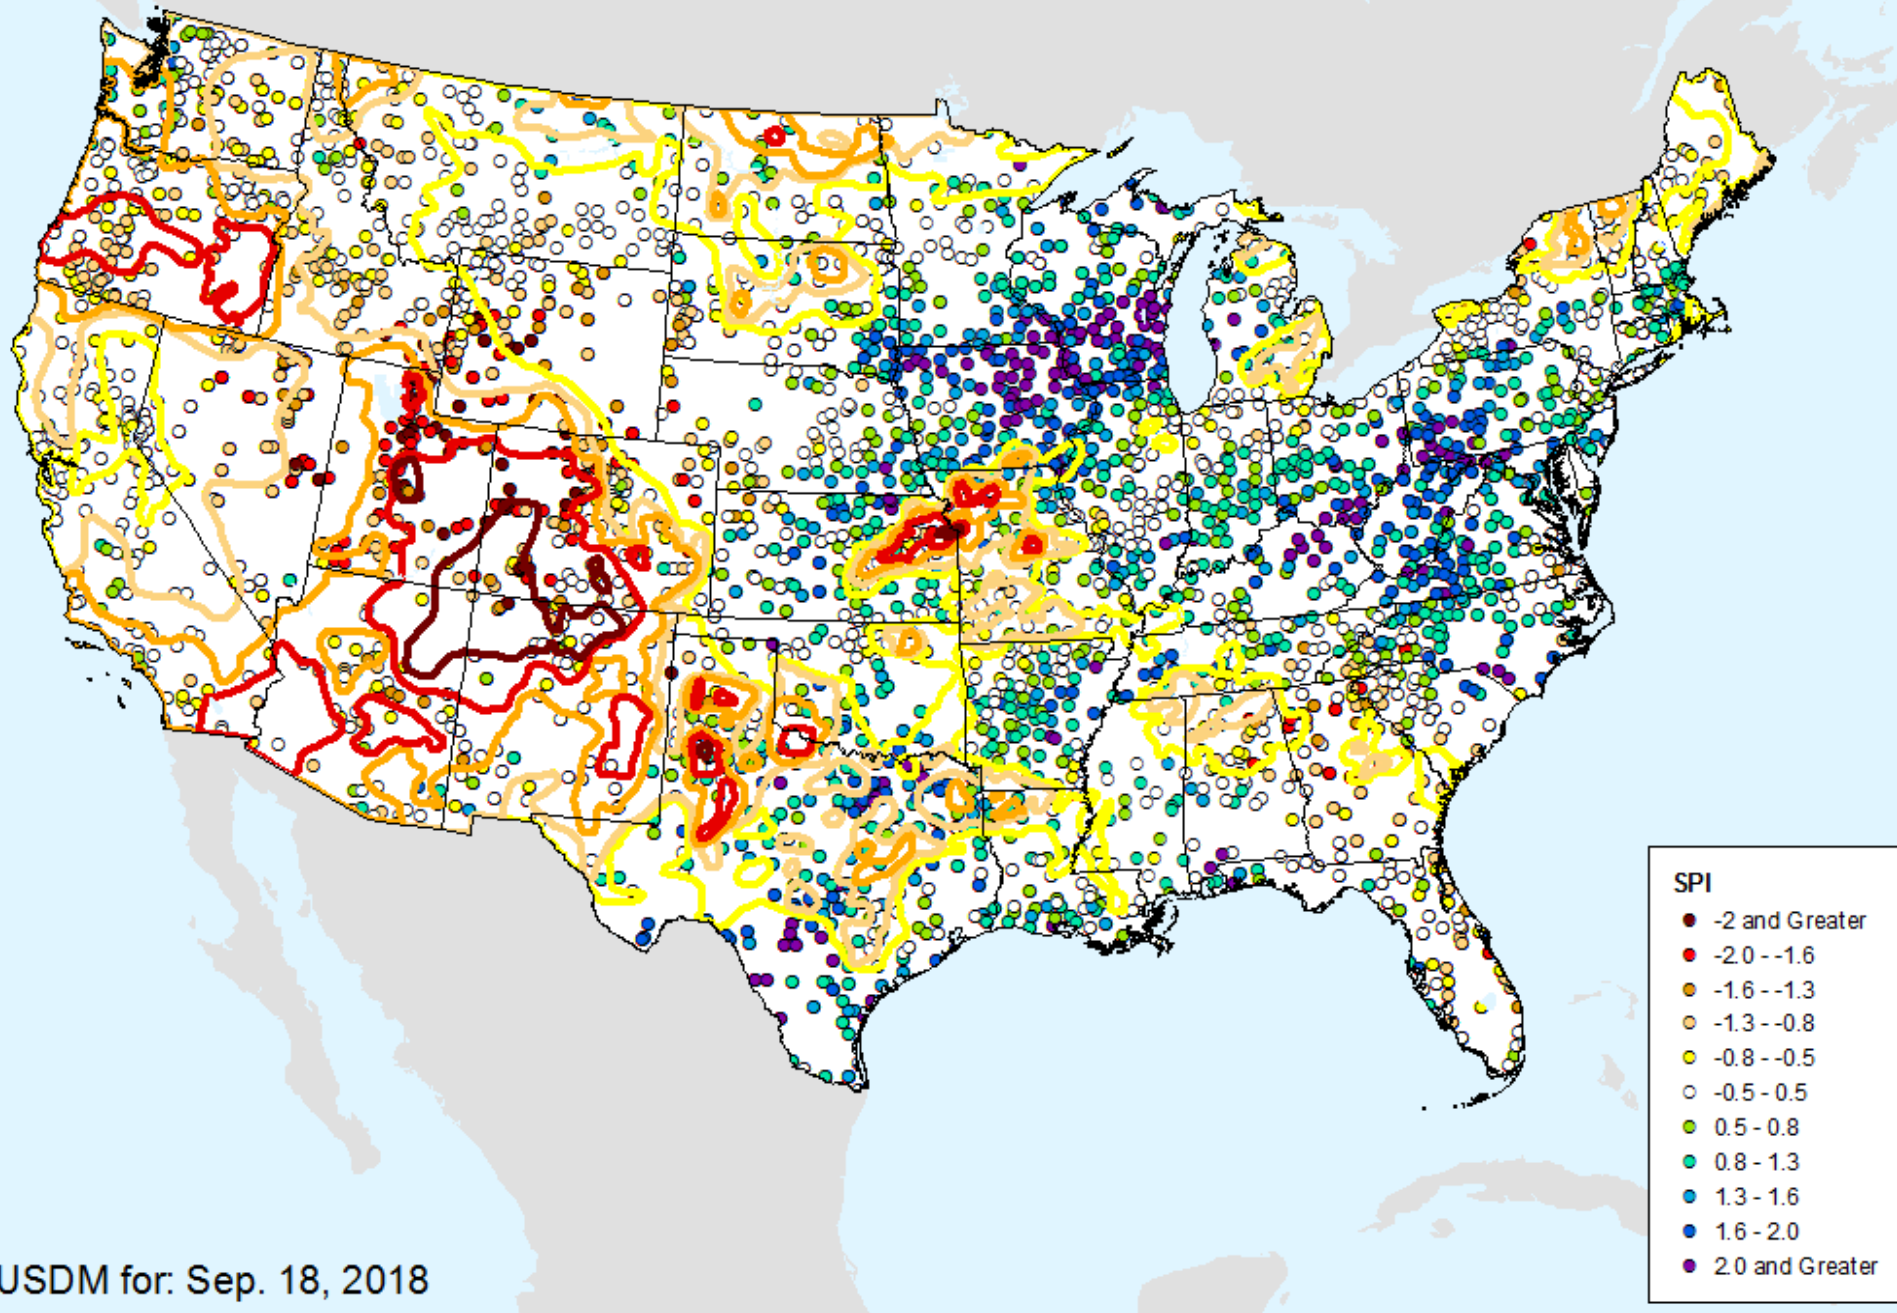 SPI
-2 and Greater
-2.0 - -1.6
-1.6 - -1.3
-1.3 - -0.8
-0.8 - -0.5
-0.5 - 0.5
0.5 - 0.8
0.8 - 1.3
1.3 - 1.6
1.6 - 2.0
2.0 and Greater
USDM for: Sep. 18, 2018